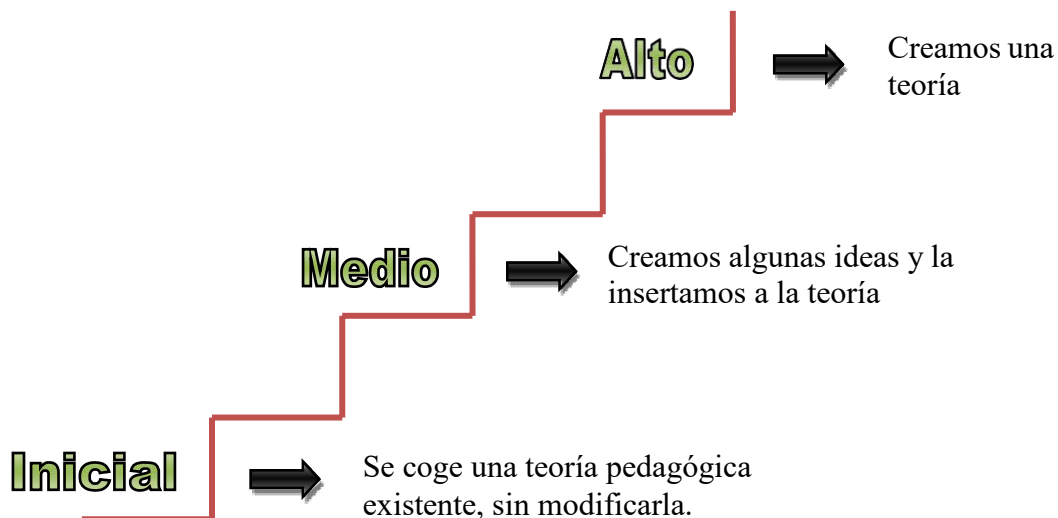 Alto
Creamos una
teoría
Medio
Creamos algunas ideas y la
insertamos a la teoría
Inicial
Se coge una teoría pedagógica
existente, sin modificarla.